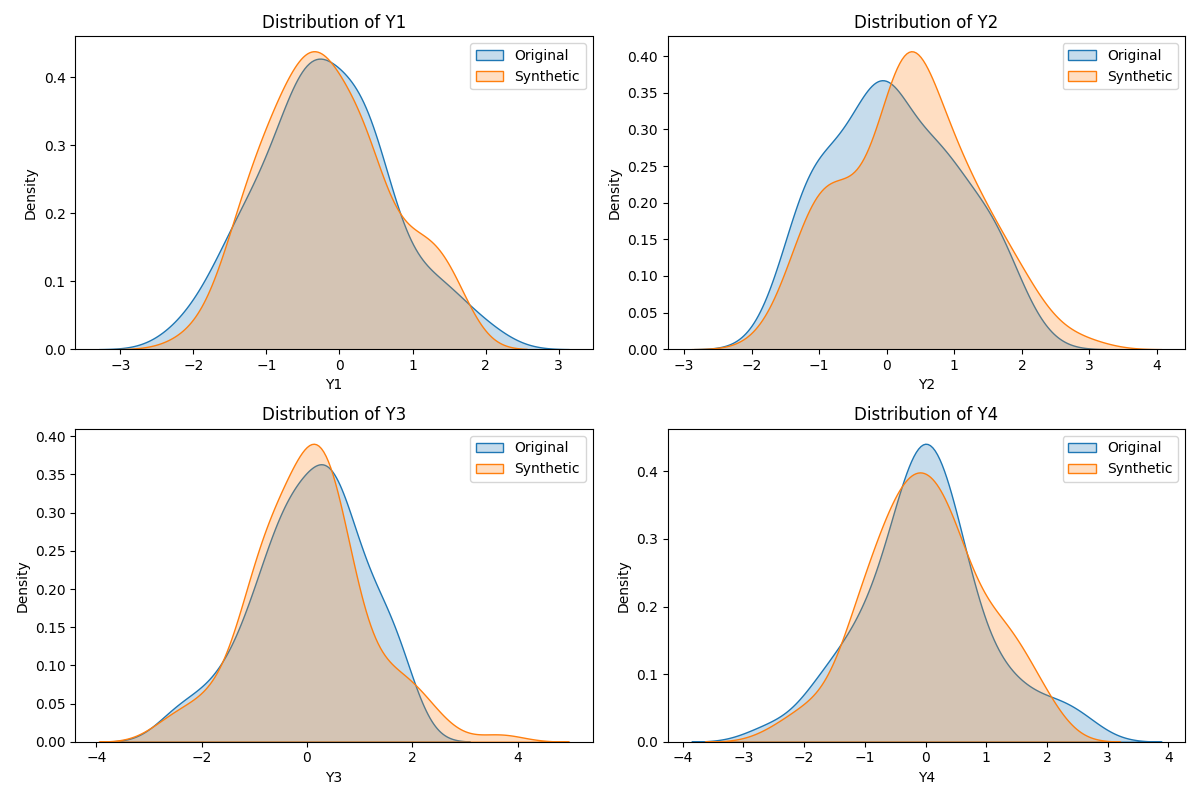 Distribution of Y1
Density
0.4
0.3
0.2
0.1
0.0
−3 −2 −1 0 1 2 3
Y1
Original
Synthetic
Distribution of Y2
Density
0.40
0.35
0.30
0.25
0.20
0.15
0.10
0.05
0.00
−3 −2 −1 0 1 2 3 4
Y2
Original
Synthetic
Distribution of Y3
Density
0.40
0.35
0.30
0.25
0.20
0.15
0.10
0.05
0.00
−4 −2 0 2 4
Y3
Original
Synthetic
Distribution of Y4
Density
0.4
0.3
0.2
0.1
0.0
−4 −3 −2 −1 0 1 2 3 4
Y4
Original
Synthetic